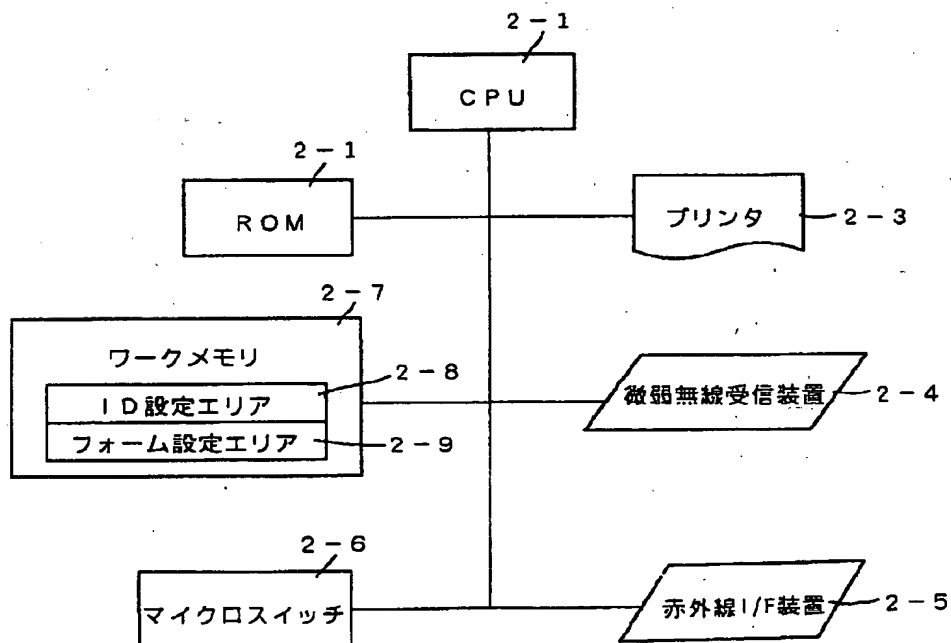 2-1
CPU
2-1
ROM
プリンタ
2-3
2-7
ワークメモリ
2-8
ID設定エリア
フォーム設定エリア
2-9
微弱無線受信装置
2-4
2-6
マイクロスイッチ
赤外線I/F装置
2-5